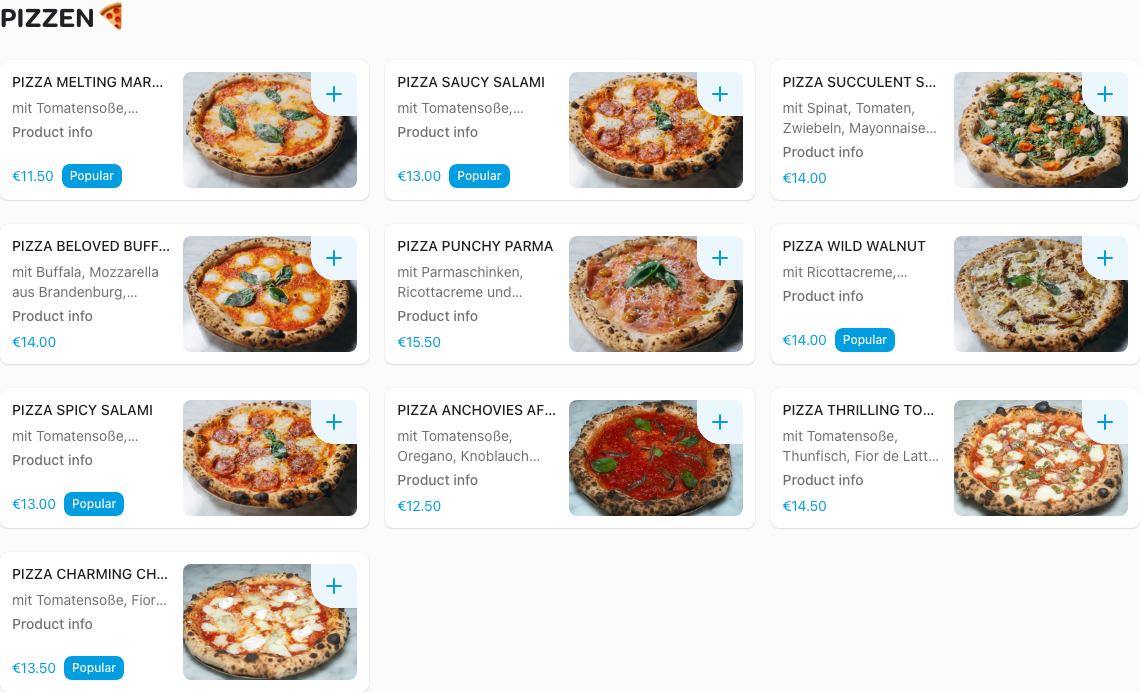 PIZZEN 🍕
PIZZA MELTING MAR...
mit Tomatensoße,...
Product info
€11.50 Popular
PIZZA SAUCY SALAMI
mit Tomatensoße,...
Product info
€13.00 Popular
PIZZA SUCCULENT S...
mit Spinat, Tomaten,
Zwiebeln, Mayonnaise...
Product info
€14.00
PIZZA BELOVED BUFF...
mit Buffala, Mozzarella
aus Brandenburg,...
Product info
€14.00
PIZZA PUNCHY PARMA
mit Parmaschinken,
Ricottacreme und...
Product info
€15.50
PIZZA WILD WALNUT
mit Ricottacreme,...
Product info
€14.00 Popular
PIZZA SPICY SALAMI
mit Tomatensoße,...
Product info
€13.00 Popular
PIZZA ANCHOVIES AF...
mit Tomatensoße,
Oregano, Knoblauch...
Product info
€12.50
PIZZA THRILLING TO...
mit Tomatensoße,
Thunfisch, Fior de Latt...
Product info
€14.50
PIZZA CHARMING CH...
mit Tomatensoße, Fior...
Product info
€13.50 Popular